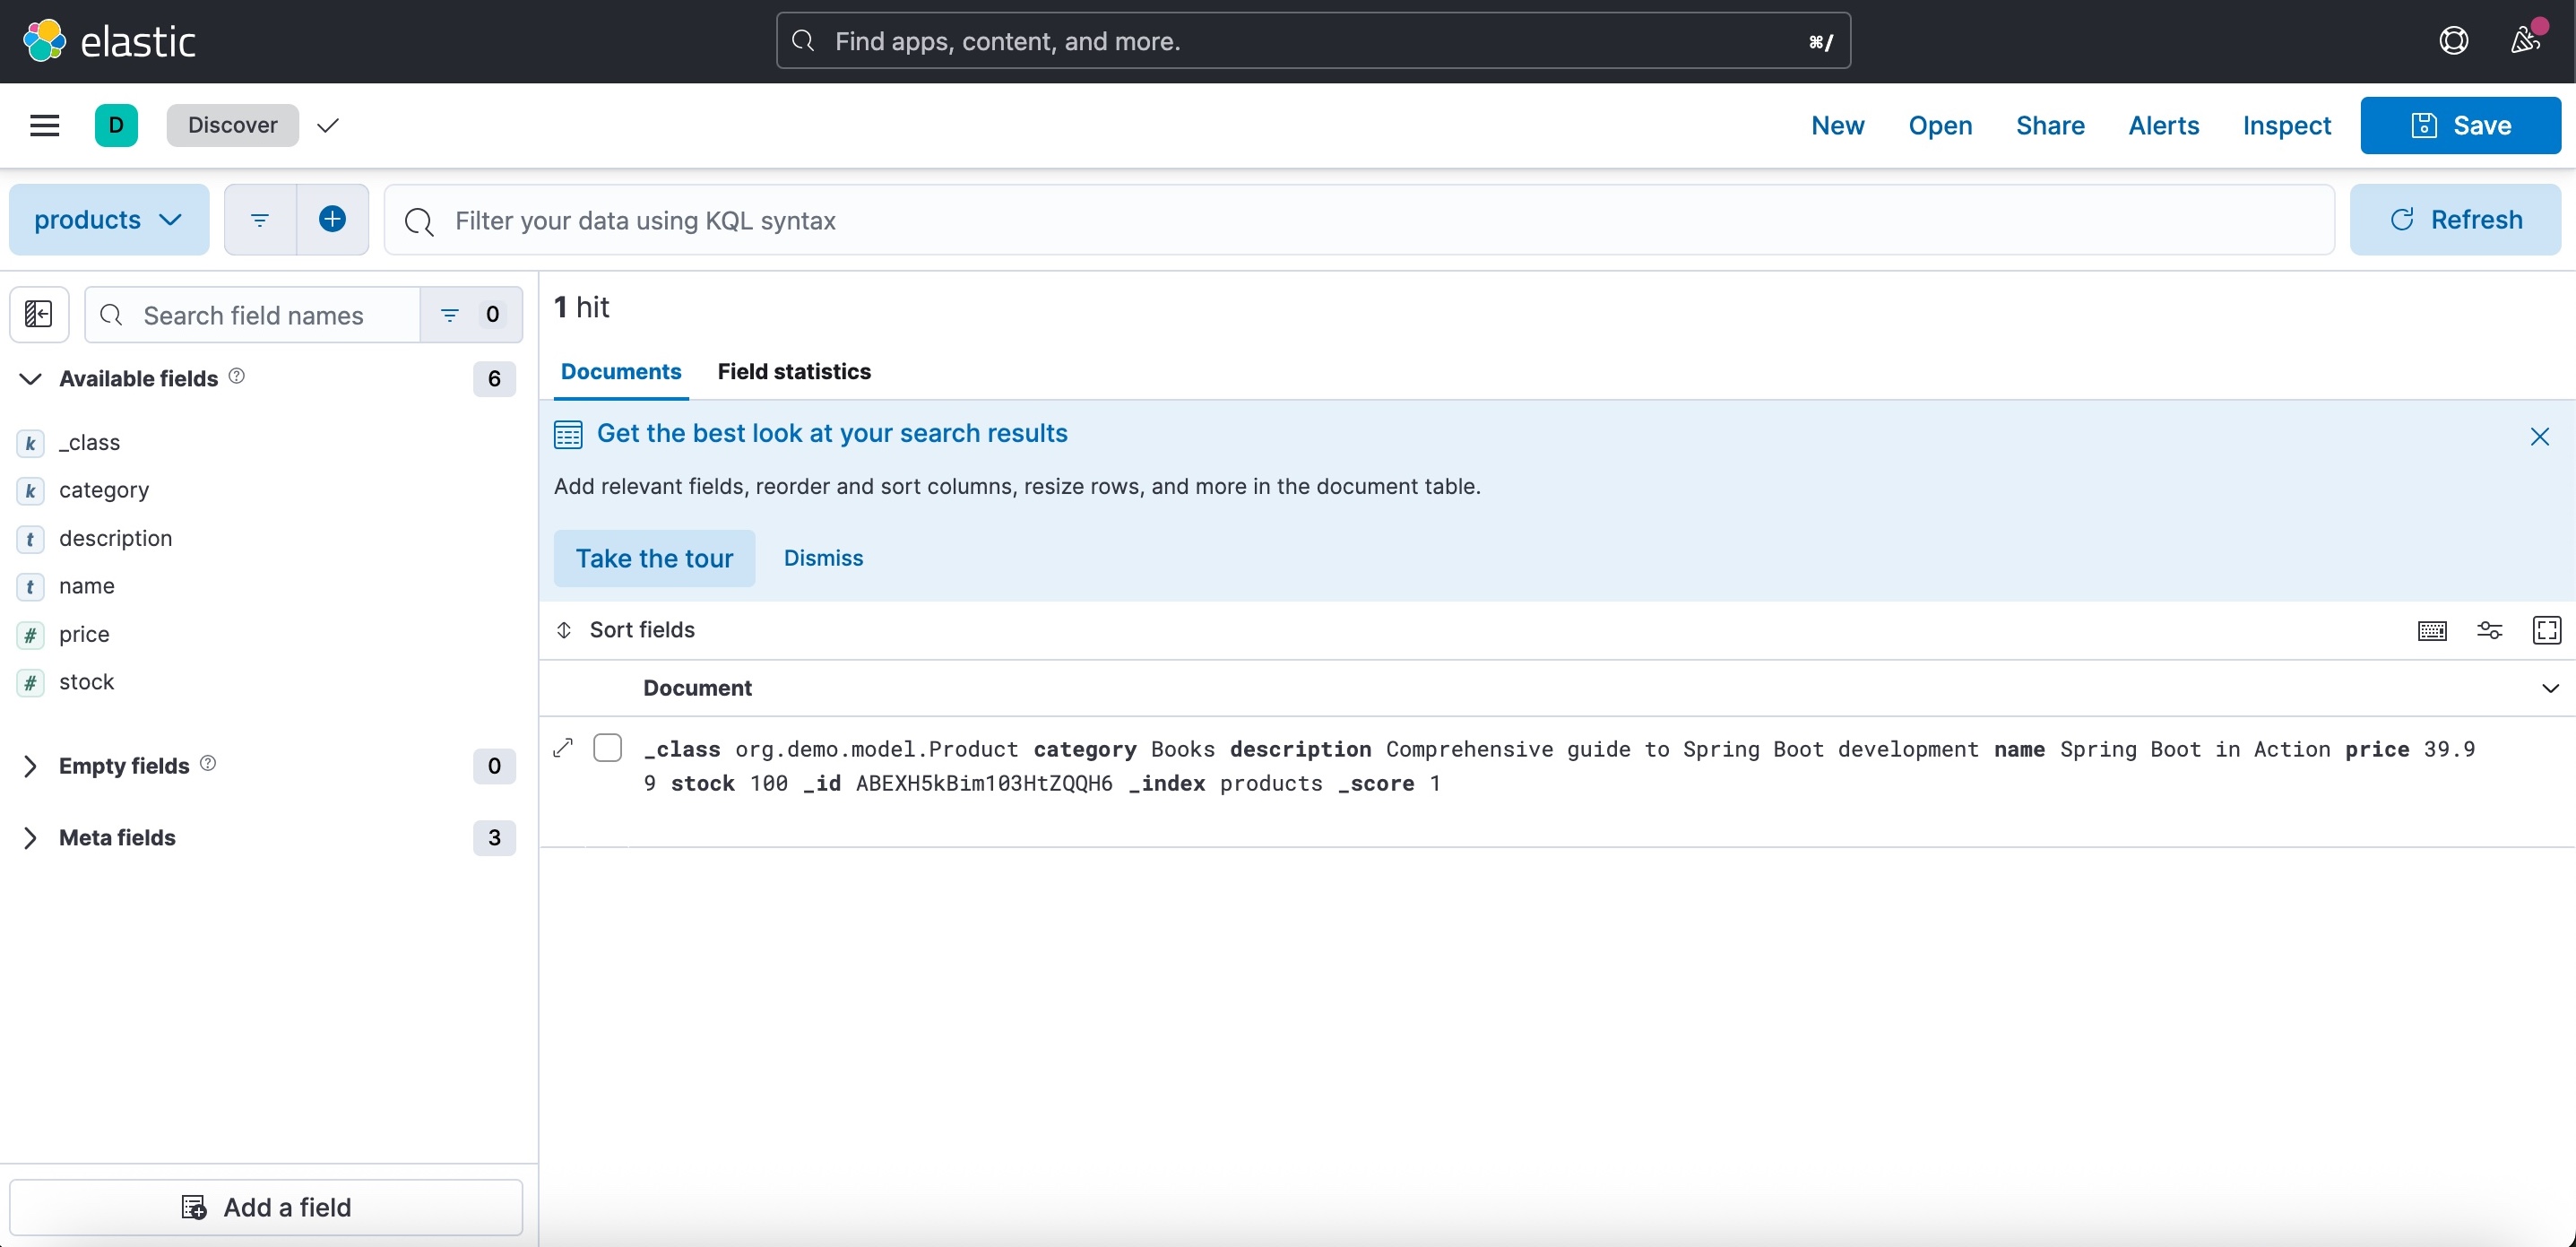 elastic
Find apps, content, and more.
⌘/
D
Discover
New
Open
Share
Alerts
Inspect
Save
products
Filter your data using KQL syntax
Refresh
Search field names
0
1 hit
Available fields
6
Documents
Field statistics
k _class
k category
t description
t name
# price
# stock
Empty fields
0
Meta fields
3
Add a field
Get the best look at your search results
Add relevant fields, reorder and sort columns, resize rows, and more in the document table.
Take the tour
Dismiss
Sort fields
Document
_class org.demo.model.Product category Books description Comprehensive guide to Spring Boot development name Spring Boot in Action price 39.9
9 stock 100 _id ABEXH5kBim103HtZQQH6 _index products _score 1